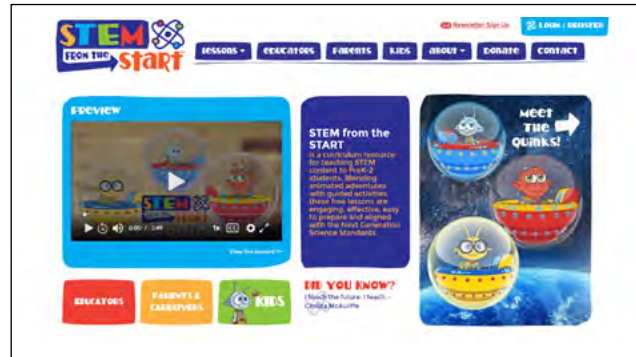 STEM
FROM THE
START
Newsletter Sign Up
LOGIN / REGISTER
LESSONS
EDUCATORS
PARENTS
KIDS
ABOUT
DONATE
CONTACT
PREVIEW
STEM
START
0:00 / 2:49
1x
CC
View the lessons >>
STEM from the
START
is a curriculum resource
for teaching STEM
content to PreK-2
students. Blending
animated adventures
with guided activities,
these free lessons are
engaging, effective, easy
to prepare and aligned
with the Next Generation
Science Standards.
MEET
THE
QUINKS!
EDUCATORS
PARENTS &
CAREGIVERS
KIDS
DID YOU KNOW?
I touch the future. I teach. -
Christa McAuliffe